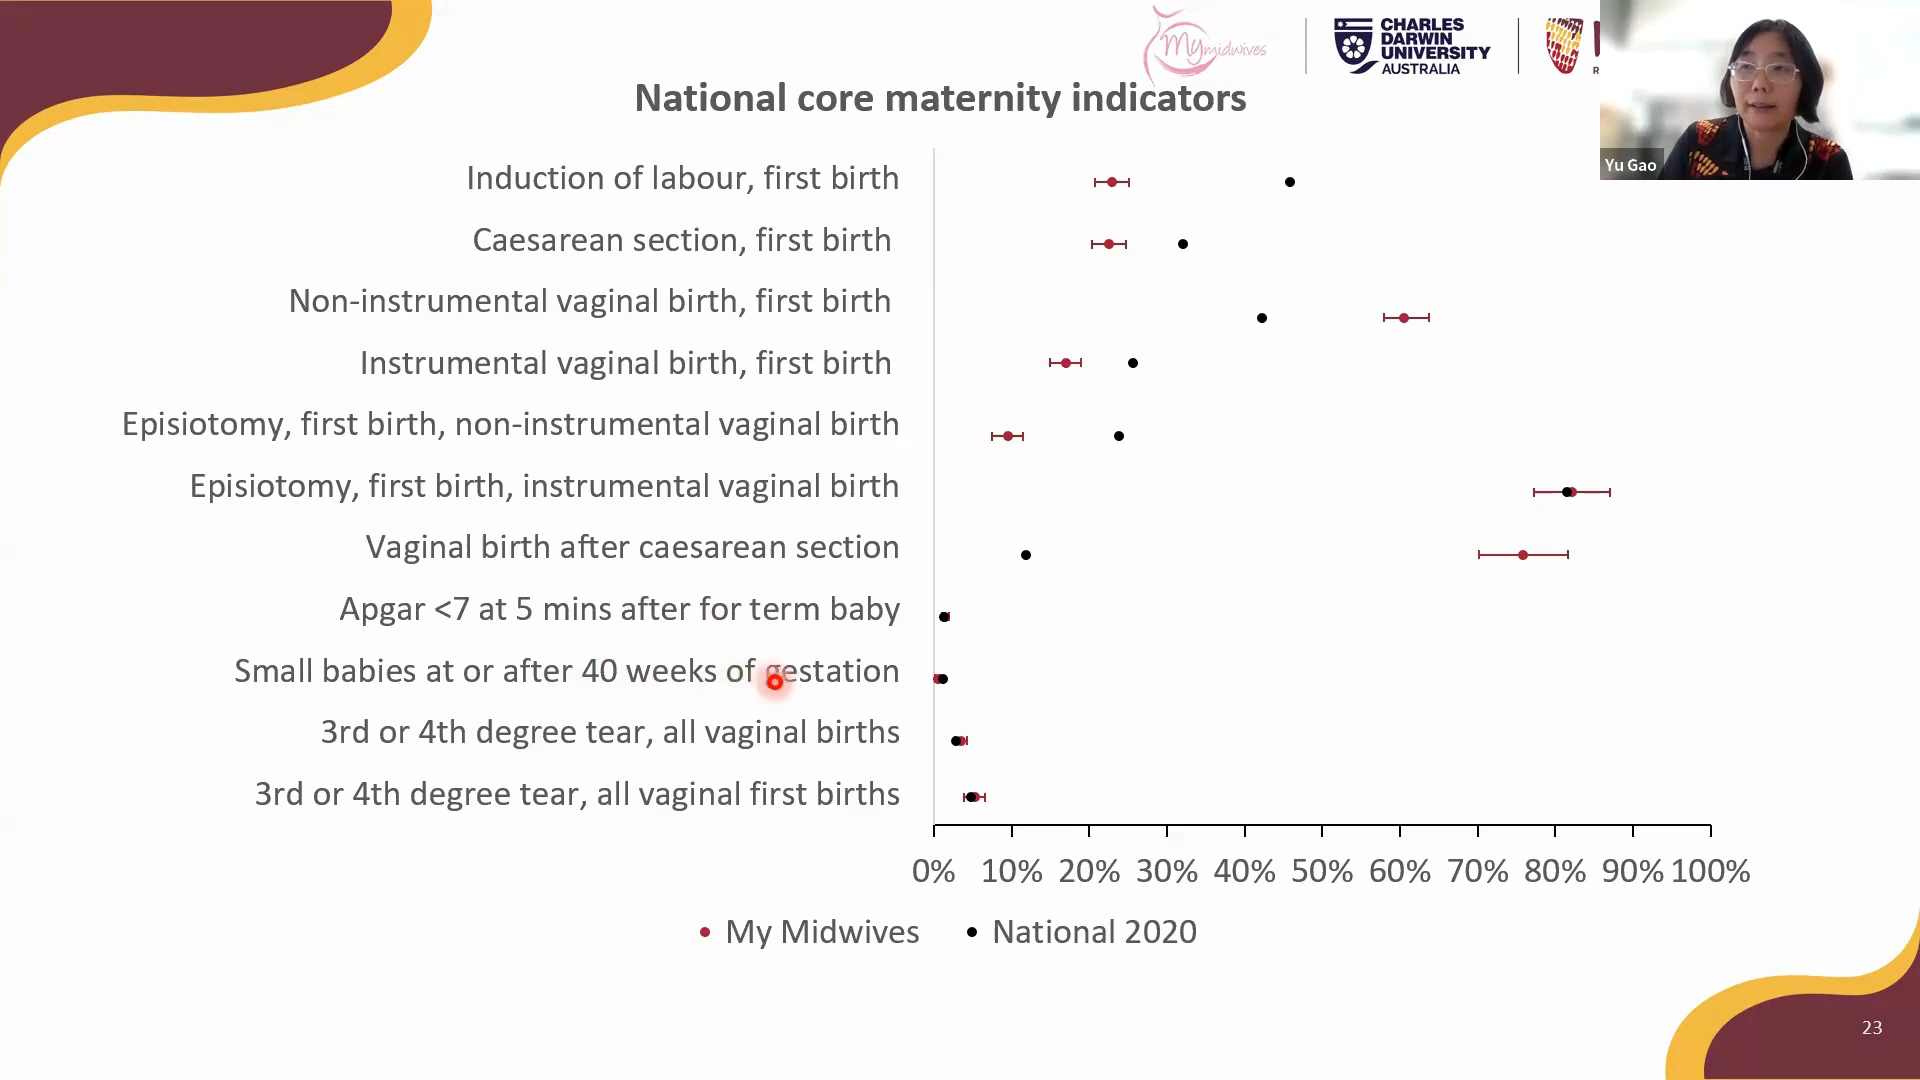 My midwives
CHARLES
DARWIN
UNIVERSITY
AUSTRALIA
Yu Gao
National core maternity indicators
Induction of labour, first birth
Caesarean section, first birth
Non-instrumental vaginal birth, first birth
Instrumental vaginal birth, first birth
Episiotomy, first birth, non-instrumental vaginal birth
Episiotomy, first birth, instrumental vaginal birth
Vaginal birth after caesarean section
Apgar <7 at 5 mins after for term baby
Small babies at or after 40 weeks of gestation
3rd or 4th degree tear, all vaginal births
3rd or 4th degree tear, all vaginal first births
0% 10% 20% 30% 40% 50% 60% 70% 80% 90% 100%
My Midwives National 2020
23